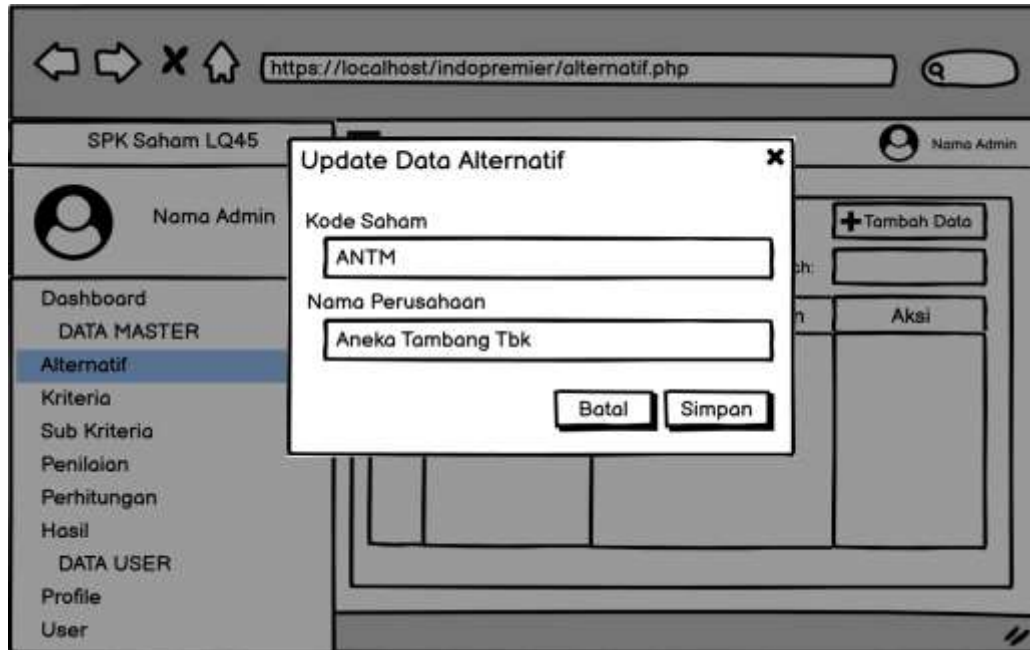 https://localhost/indopremier/alternatif.php
SPK Saham LQ45
Nama Admin
Nama Admin
Dashboard
DATA MASTER
Alternatif
Kriteria
Sub Kriteria
Penilaian
Perhitungan
Hasil
DATA USER
Profile
User
Update Data Alternatif
Kode Saham
ANTM
Nama Perusahaan
Aneka Tambang Tbk
Batal
Simpan
Tambah Data
ch:
n
Aksi